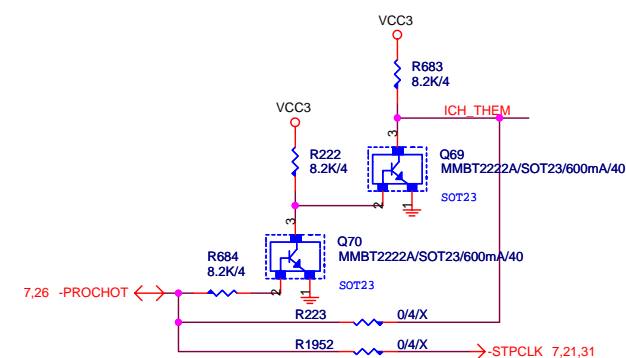 VCC3
R683
8.2K/4
ICH_THEM
VCC3
3
R222
8.2K/4
Q69
MMBT2222A/SOT23/600mA/40
SOT23
2
1
3
Q70
MMBT2222A/SOT23/600mA/40
R684
8.2K/4
SOT23
7,26 -PROCHOT
2
1
R223 0/4/X
R1952 0/4/X
-STPCLK 7,21,31